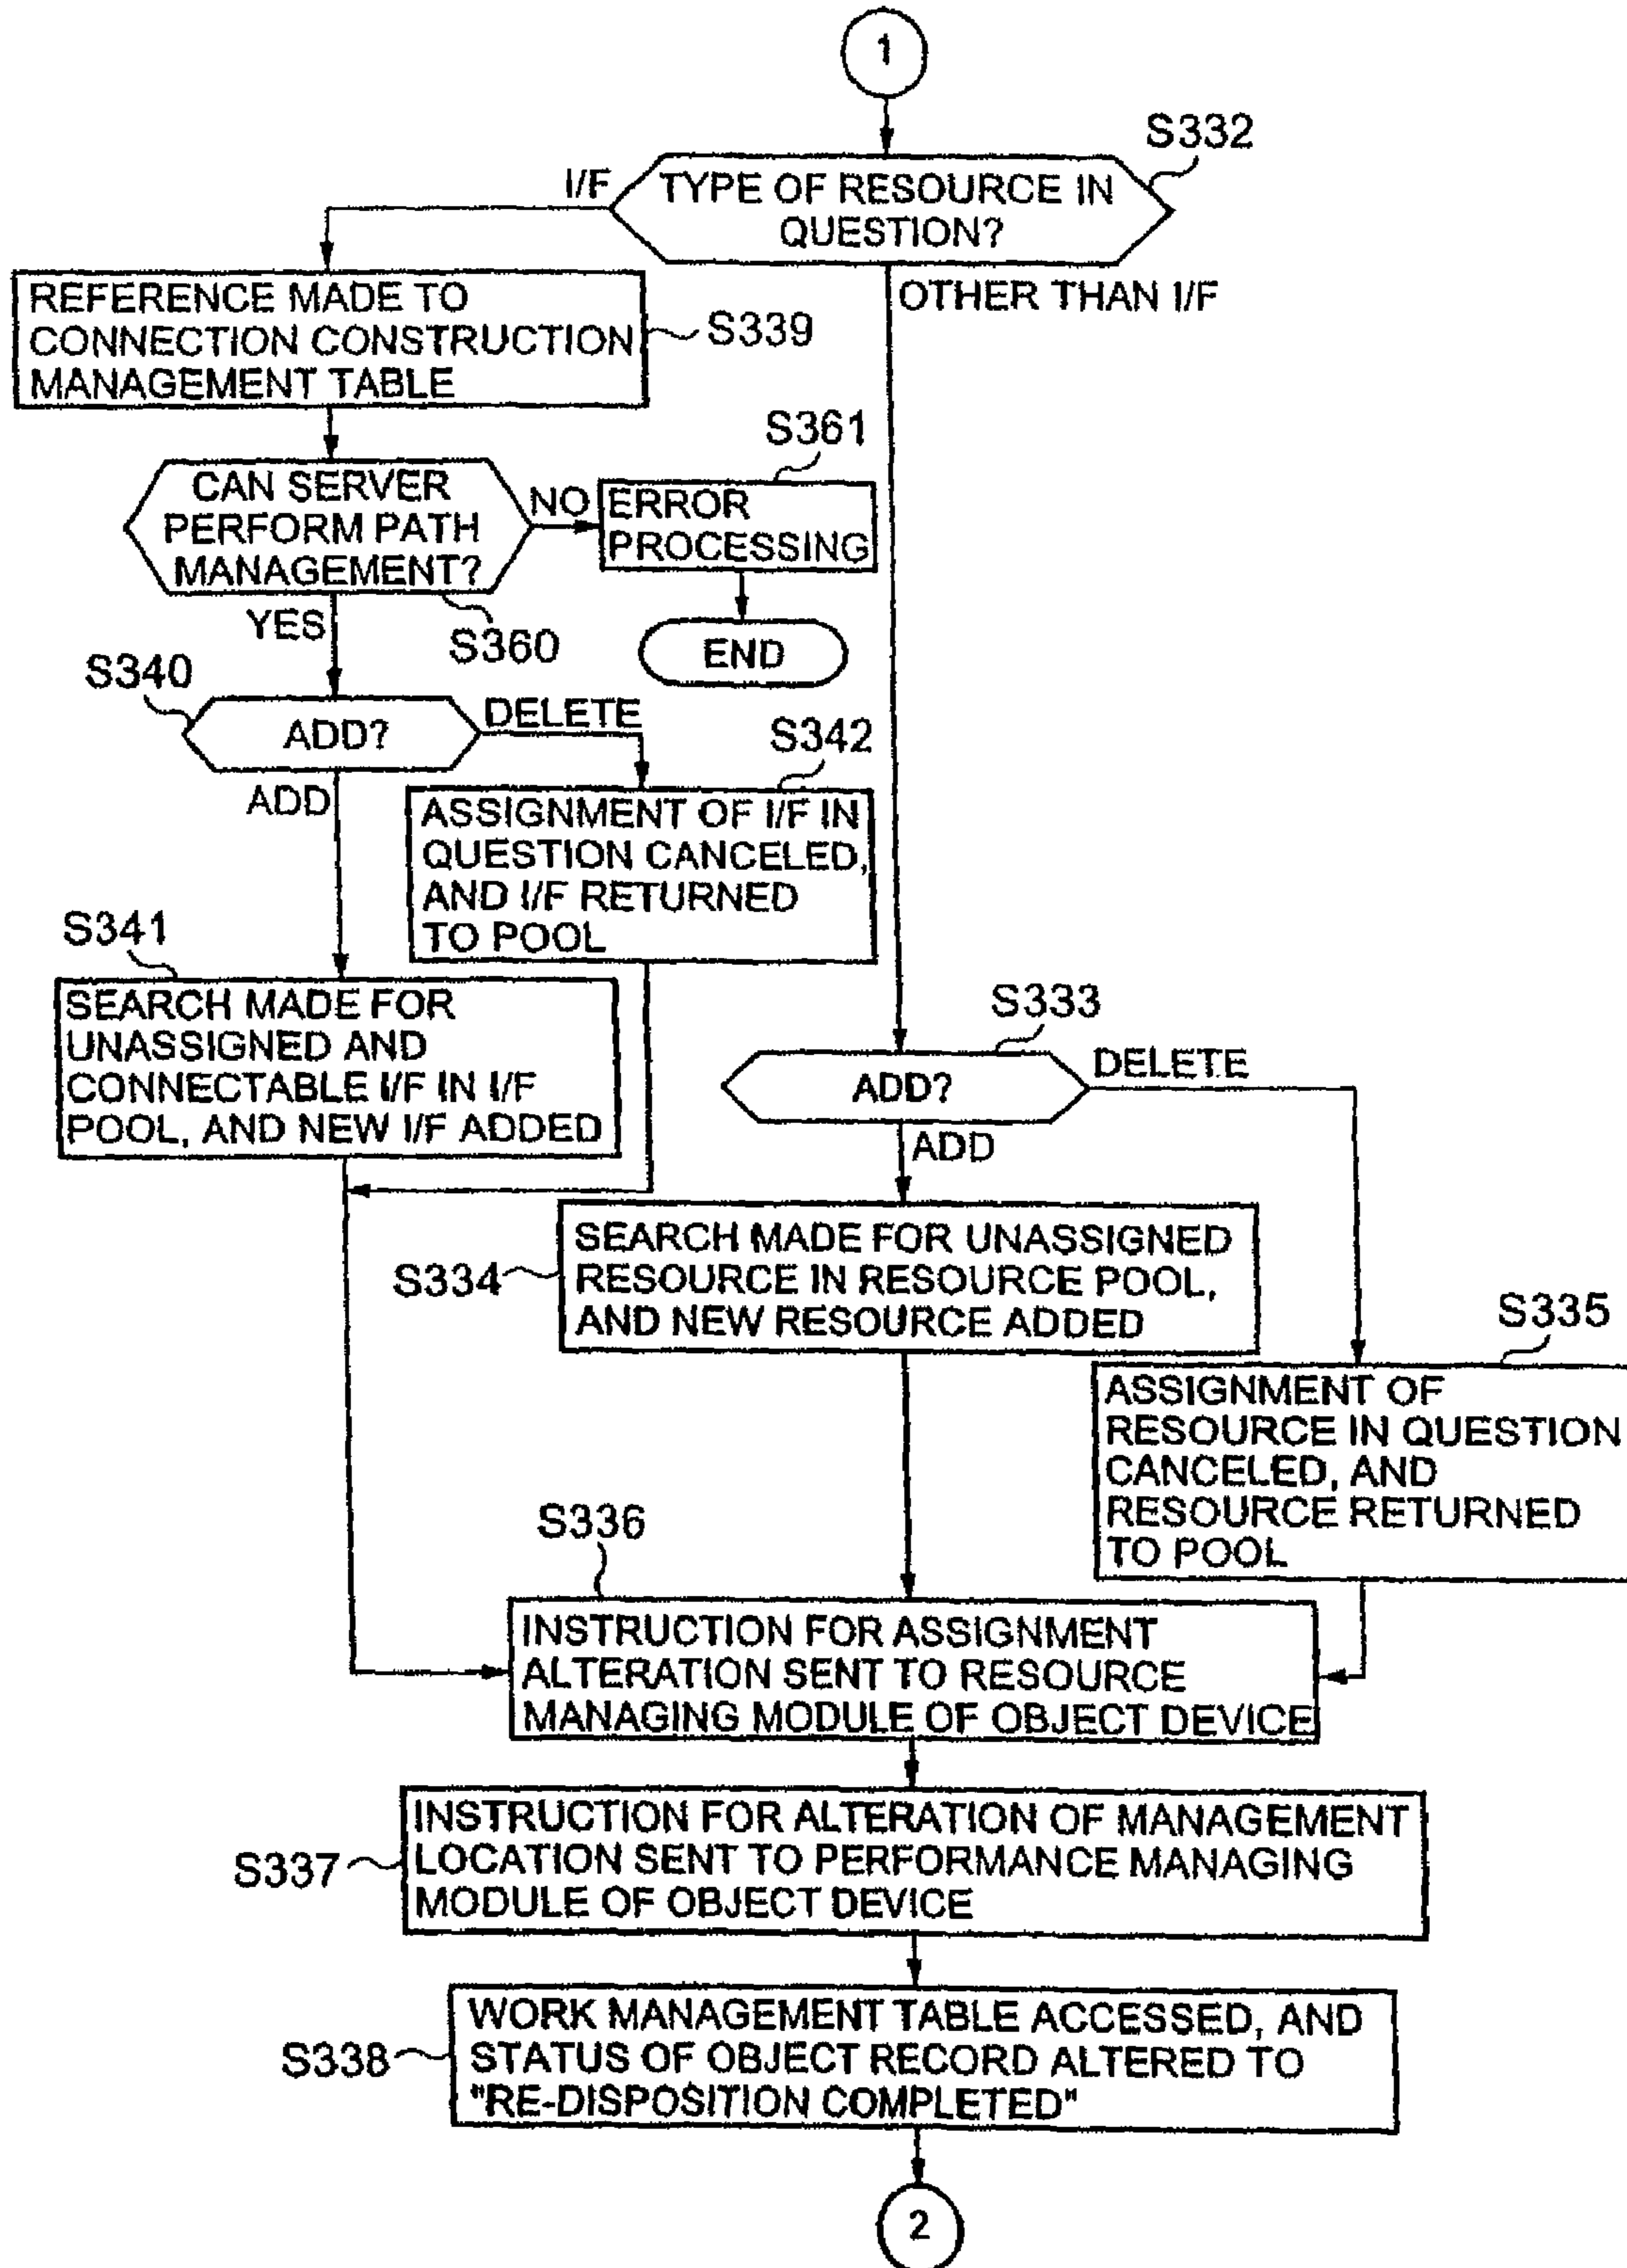 1
S332
I/F
TYPE OF RESOURCE IN
QUESTION?
OTHER THAN I/F
REFERENCE MADE TO
CONNECTION CONSTRUCTION
MANAGEMENT TABLE
S339
S361
CAN SERVER
PERFORM PATH
MANAGEMENT?
NO
ERROR
PROCESSING
YES
S360
END
S340
ADD?
DELETE
S342
ADD
ASSIGNMENT OF I/F IN
QUESTION CANCELED,
AND I/F RETURNED
TO POOL
S341
SEARCH MADE FOR
UNASSIGNED AND
CONNECTABLE I/F IN I/F
POOL, AND NEW I/F ADDED
S333
ADD?
DELETE
ADD
S334
SEARCH MADE FOR UNASSIGNED
RESOURCE IN RESOURCE POOL,
AND NEW RESOURCE ADDED
S335
ASSIGNMENT OF
RESOURCE IN QUESTION
CANCELED, AND
RESOURCE RETURNED
TO POOL
S336
INSTRUCTION FOR ASSIGNMENT
ALTERATION SENT TO RESOURCE
MANAGING MODULE OF OBJECT DEVICE
S337
INSTRUCTION FOR ALTERATION OF MANAGEMENT
LOCATION SENT TO PERFORMANCE MANAGING
MODULE OF OBJECT DEVICE
S338
WORK MANAGEMENT TABLE ACCESSED, AND
STATUS OF OBJECT RECORD ALTERED TO
"RE-DISPOSITION COMPLETED"
2